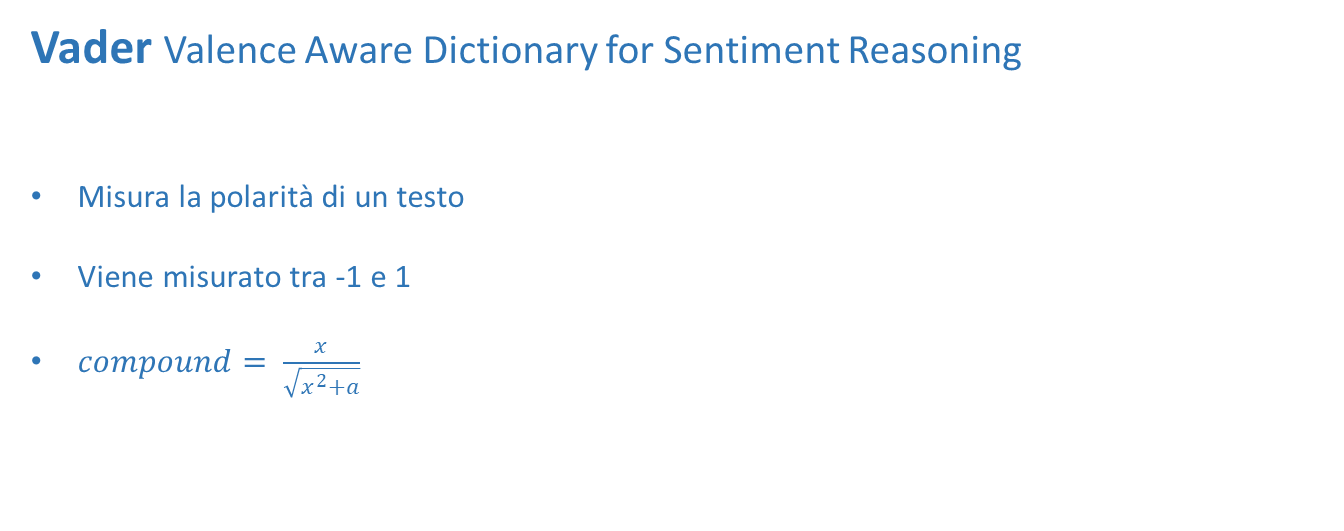 Vader Valence Aware Dictionary for Sentiment Reasoning
• Misura la polarità di un testo
• Viene misurato tra -1 e 1
• compound = x / √(x²+a)